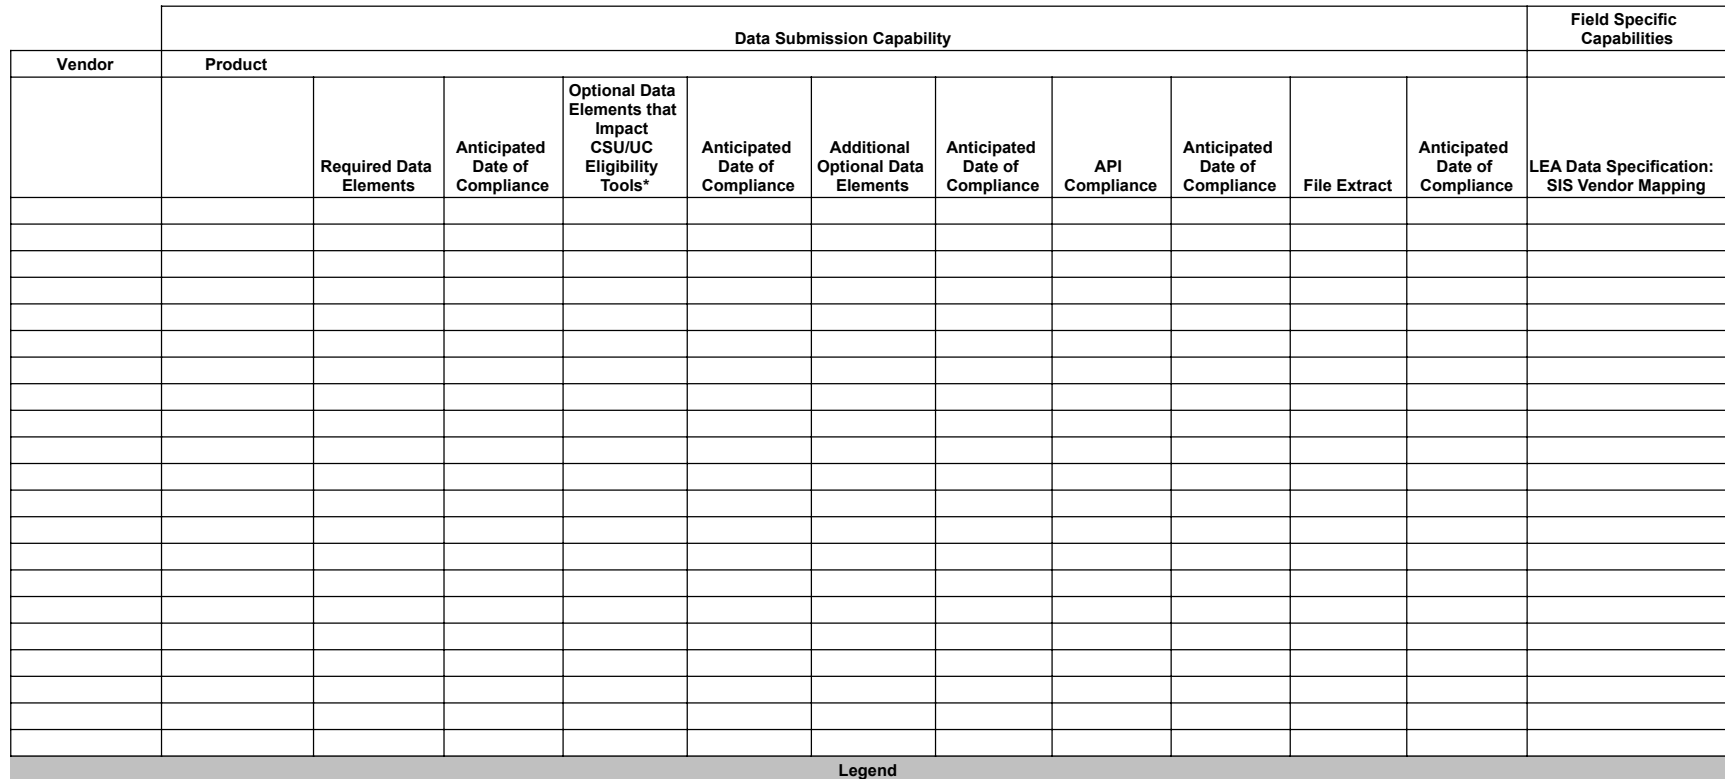 Data Submission Capability
Field Specific
Capabilities
Vendor
Product
Required Data
Elements
Anticipated
Date of
Compliance
Optional Data
Elements that
Impact
CSU/UC
Eligibility
Tools*
Anticipated
Date of
Compliance
Additional
Optional Data
Elements
Anticipated
Date of
Compliance
API
Compliance
Anticipated
Date of
Compliance
File Extract
Anticipated
Date of
Compliance
LEA Data Specification:
SIS Vendor Mapping
Legend